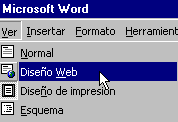 Microsoft Word
Ver Insertar Formato Herramient
Normal
Diseño Web
Diseño de impresión
Esquema